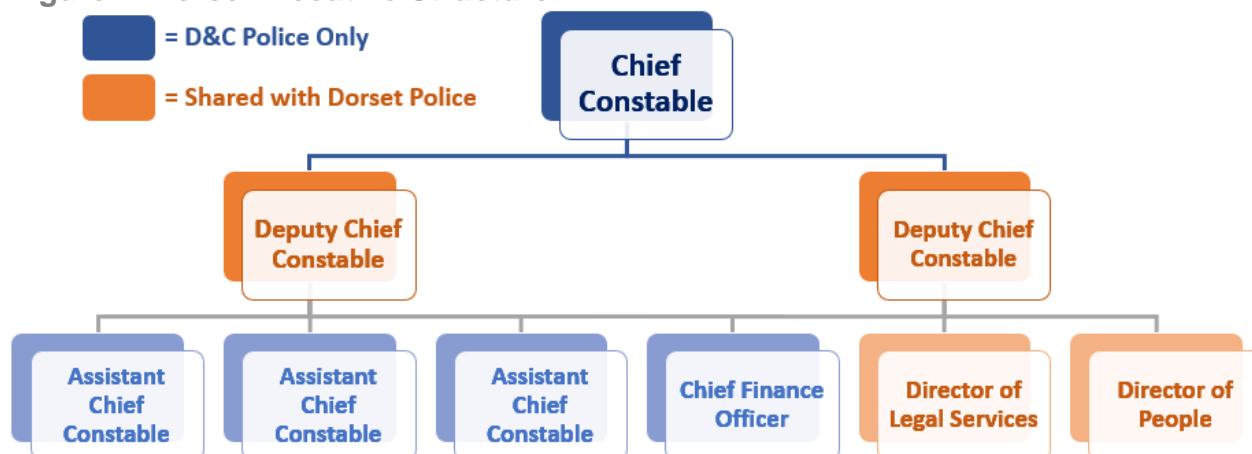 = D&C Police Only
= Shared with Dorset Police
Chief
Constable
Deputy Chief
Constable
Deputy Chief
Constable
Assistant
Chief
Constable
Assistant
Chief
Constable
Assistant
Chief
Constable
Chief Finance
Officer
Director of
Legal Services
Director of
People